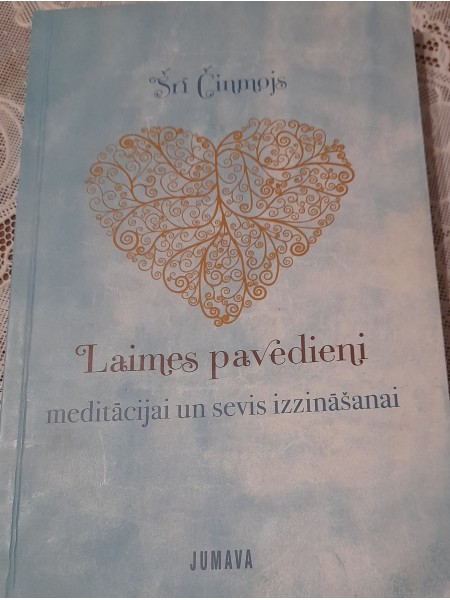 Šrī Činmojs
Laimes pavedieni
meditācijai un sevis izzināšanai
JUMAVA